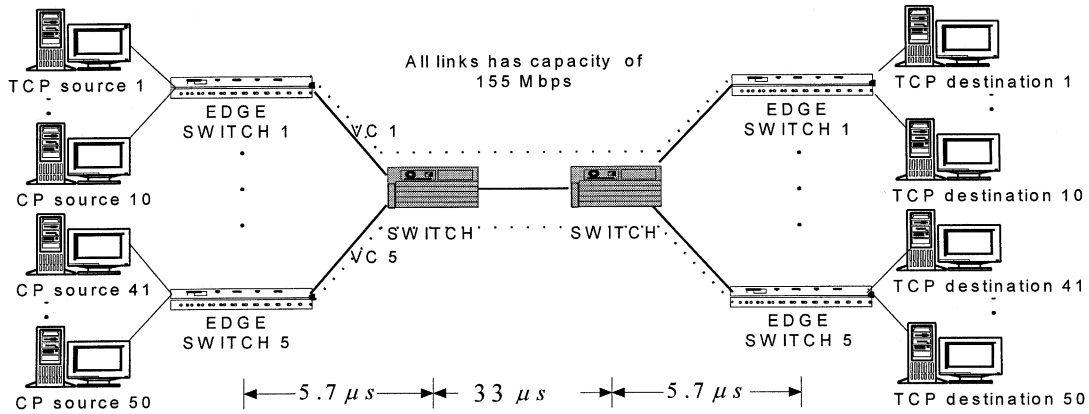 TCP source 1
CP source 10
CP source 41
CP source 50
EDGE
SWITCH 1
EDGE
SWITCH 5
All links has capacity of
155 Mbps
VC 1
VC 5
SWITCH
SWITCH
EDGE
SWITCH 1
EDGE
SWITCH 5
TCP destination 1
TCP destination 10
TCP destination 41
TCP destination 50
5.7 μs
33 μs
5.7 μs